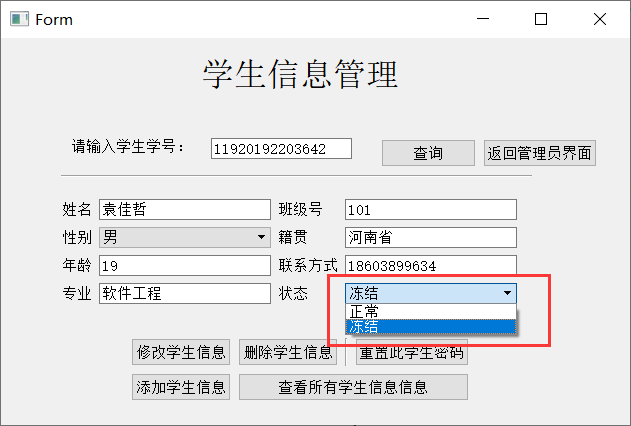 Form
学生信息管理
请输入学生学号： 11920192203642 查询 返回管理员界面
姓名 袁佳哲 班级号 101
性别 男 籍贯 河南省
年龄 19 联系方式 18603899634
专业 软件工程 状态 冻结
正常
冻结
修改学生信息 删除学生信息 重置此学生密码
添加学生信息 查看所有学生信息信息